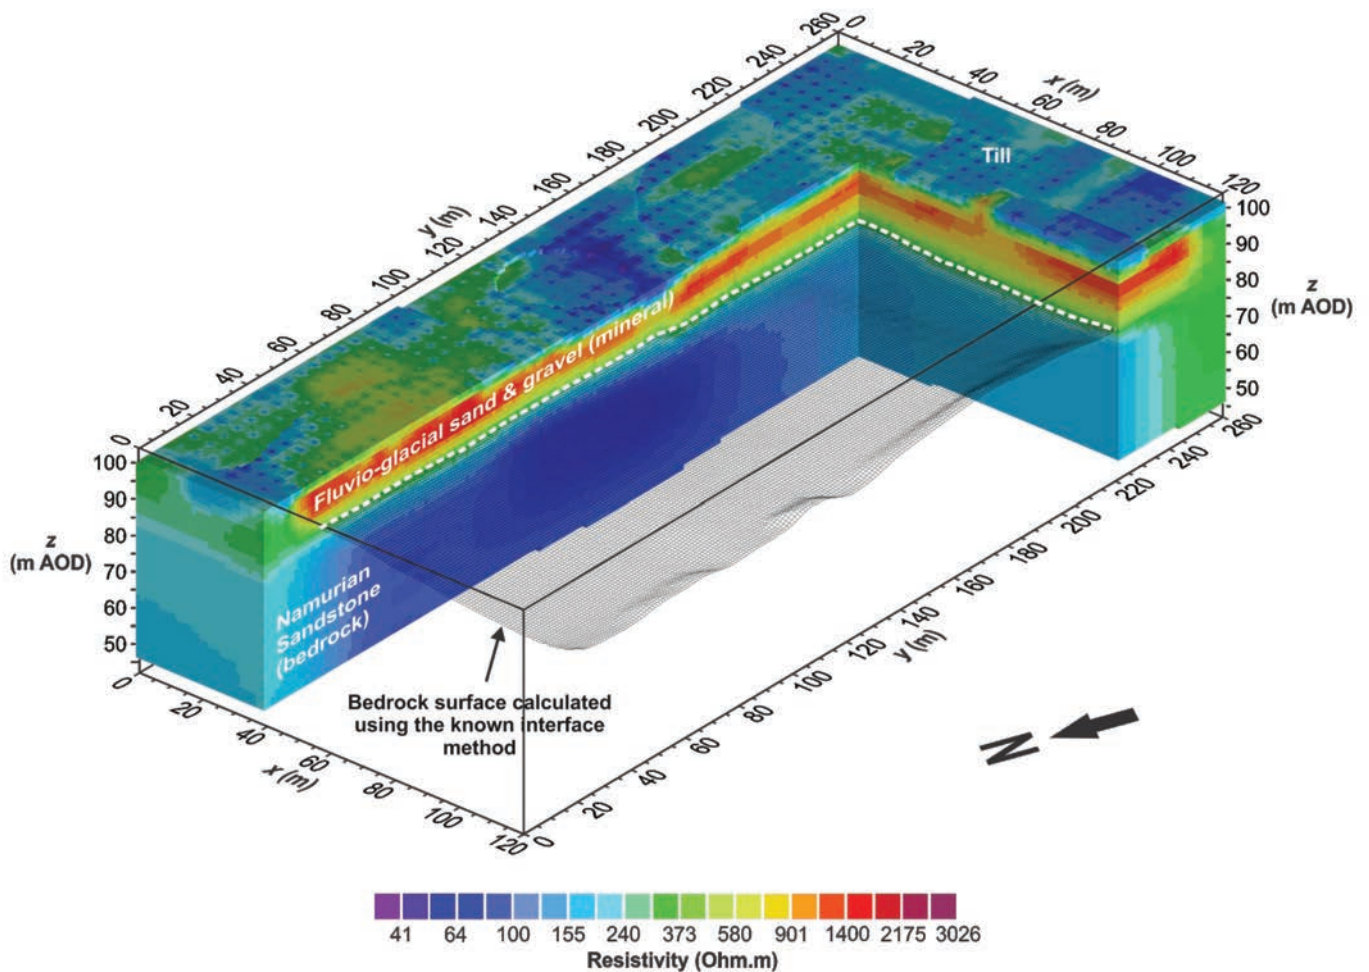 260
240
220
200
180
160
140
120
100
80
60
40
20
0
y (m)
0
20
40
60
80
100
120
x (m)
Till
100
90
80
70
60
50
z
(m AOD)
100
90
80
70
60
50
z
(m AOD)
Fluvio-glacial sand & gravel (mineral)
Namurian
Sandstone
(bedrock)
Bedrock surface calculated
using the known interface
method
0
20
40
60
80
100
120
x (m)
0
20
40
60
80
100
120
140
160
180
200
220
240
260
y (m)
N
41 64 100 155 240 373 580 901 1400 2175 3026
Resistivity (Ohm.m)